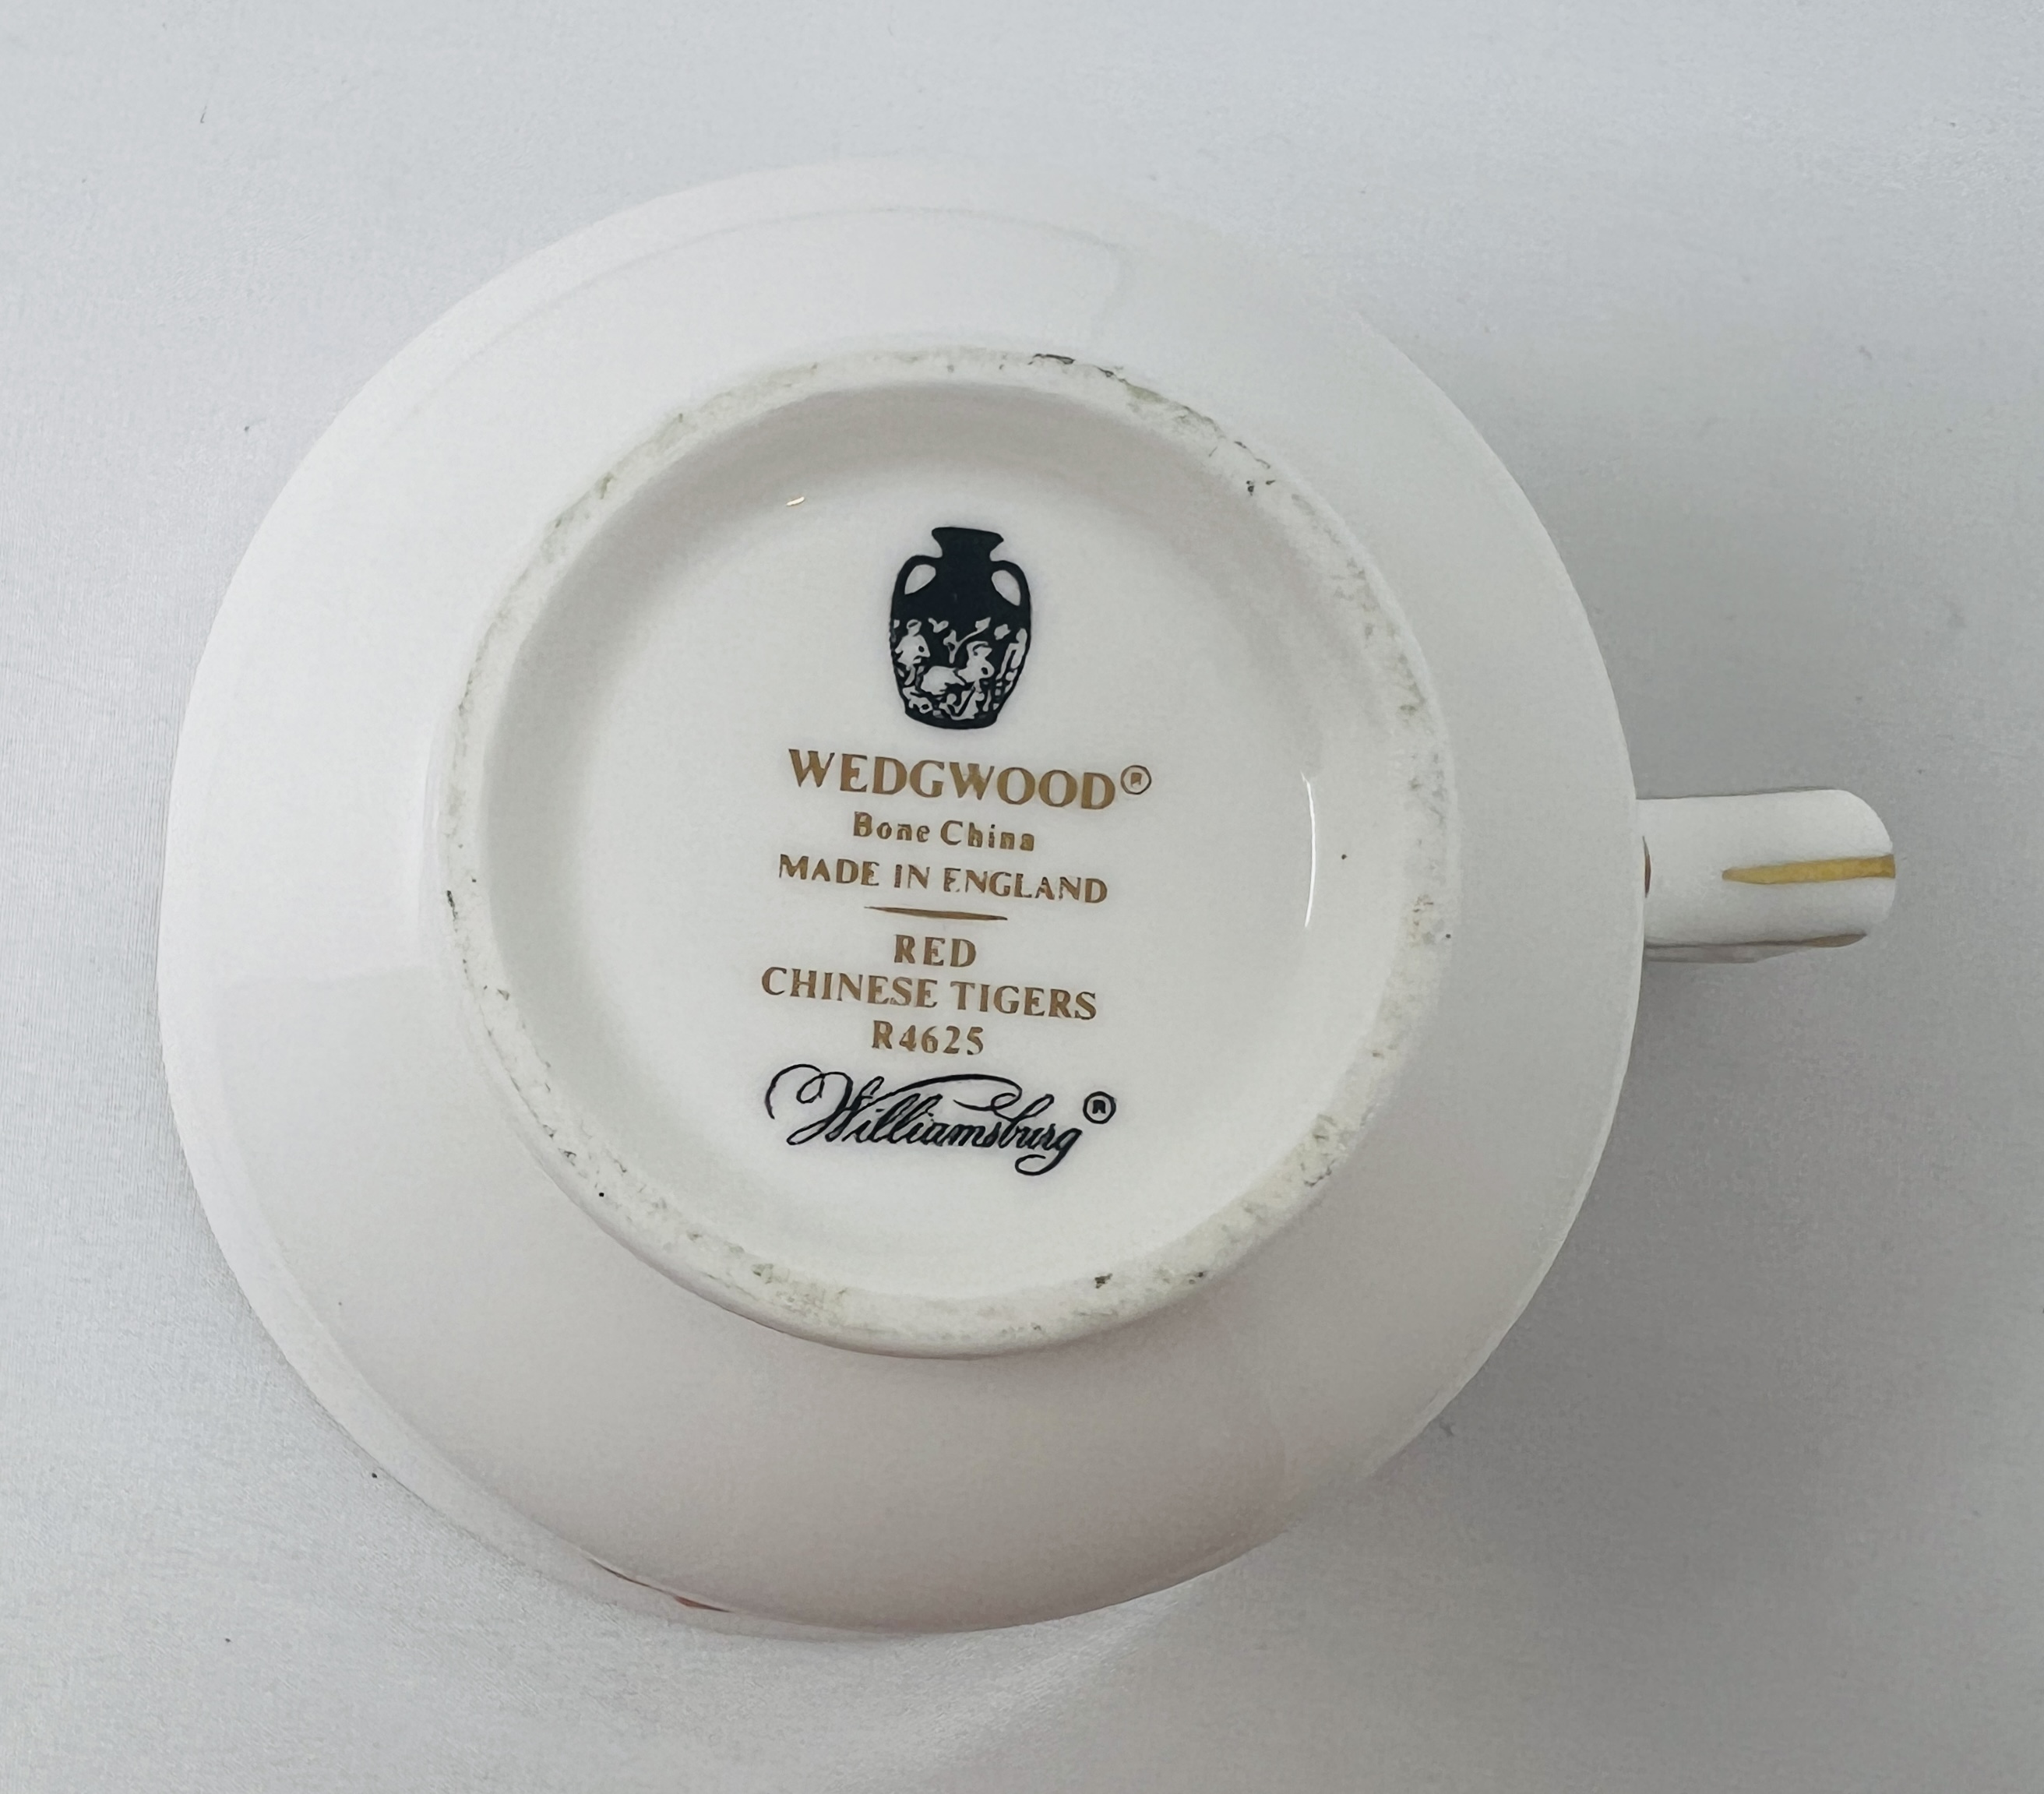 WEDGWOOD®
Bone China
MADE IN ENGLAND
RED
CHINESE TIGERS
R4625
Williamsburg®